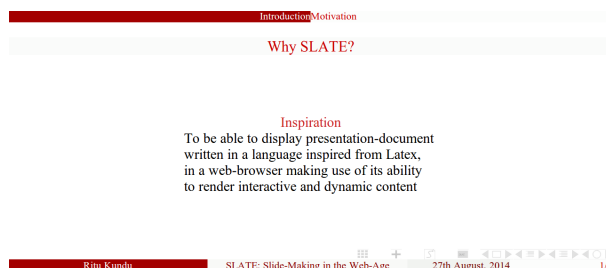 IntroductionMotivation
Why SLATE?
Inspiration
To be able to display presentation-document
written in a language inspired from Latex,
in a web-browser making use of its ability
to render interactive and dynamic content
Ritu Kundu SLATE: Slide-Making in the Web-Age 27th August, 2014